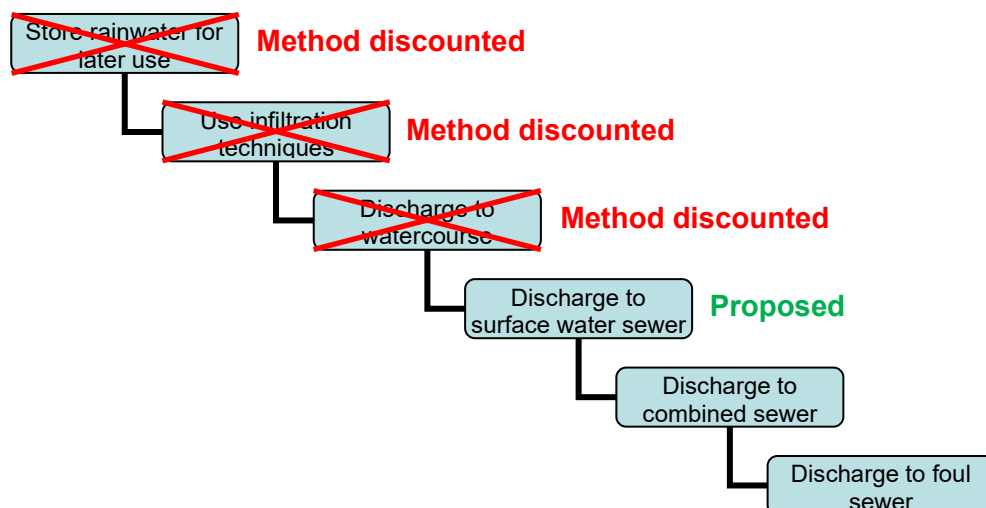 Store rainwater for
later use
Method discounted
Use infiltration
techniques
Method discounted
Discharge to
watercourse
Method discounted
Discharge to
surface water sewer
Proposed
Discharge to
combined sewer
Discharge to foul
sewer